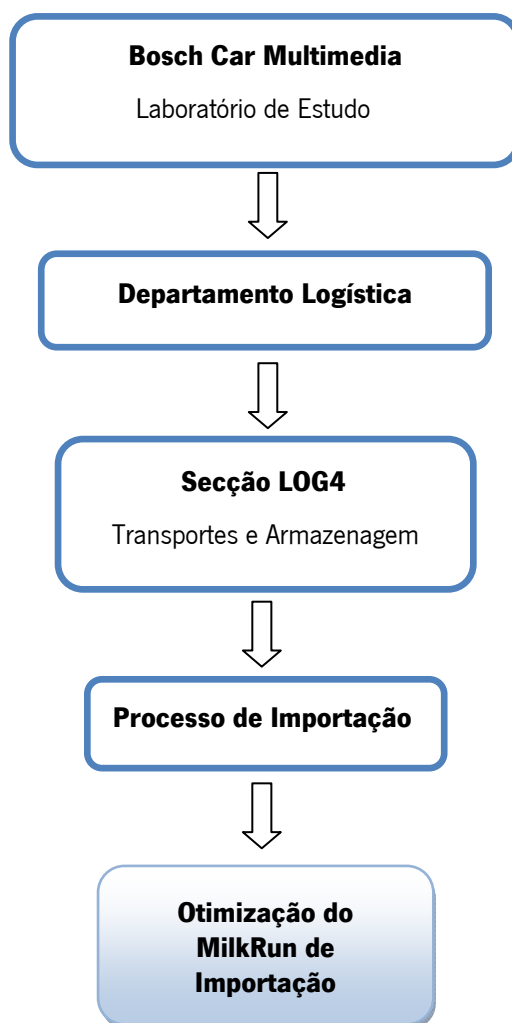 Bosch Car Multimedia
Laboratório de Estudo
Departamento Logística
Secção LOG4
Transportes e Armazenagem
Processo de Importação
Otimização do
MilkRun de
Importação